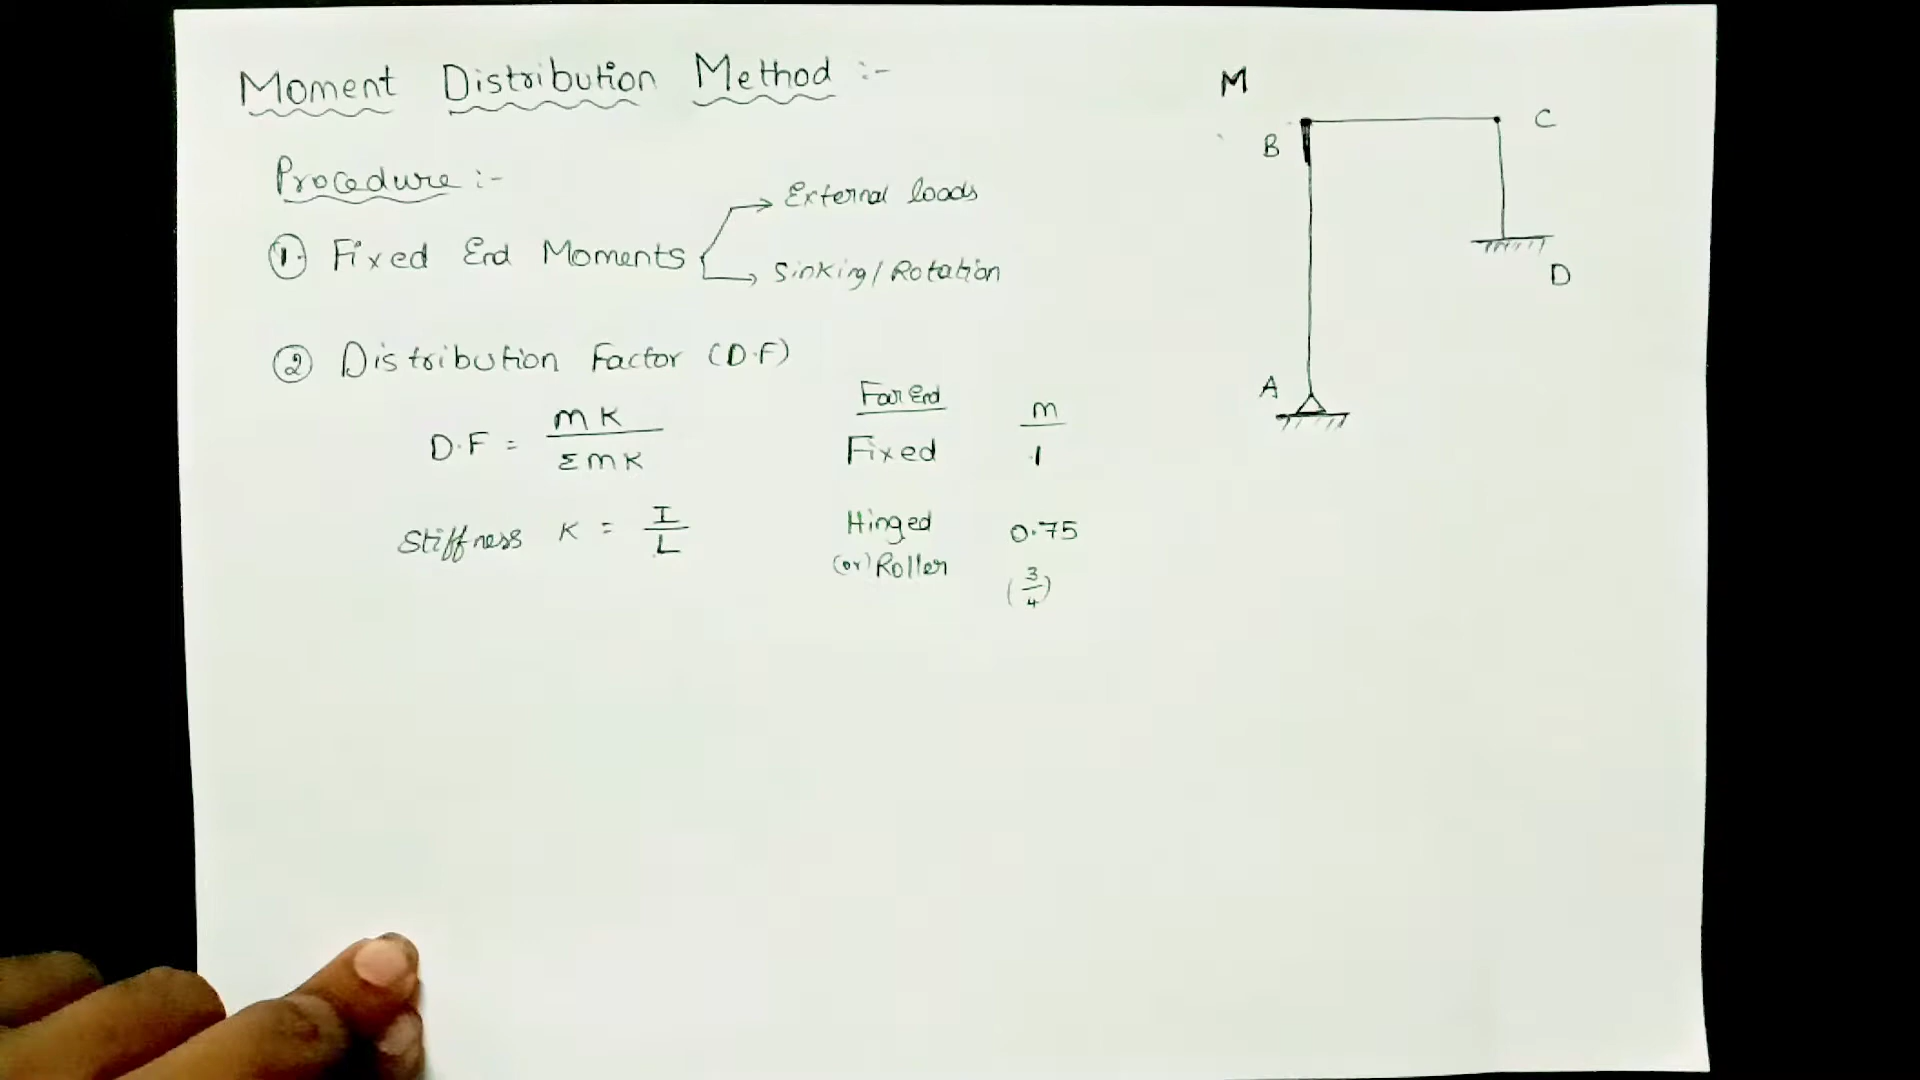 Moment Distribution Method :-
Procedure :-
① Fixed End Moments
External loads
Sinking/Rotation
② Distribution Factor (D.F)
D.F = mK / ΣmK
Stiffness K = I / L
Far End m
Fixed 1
Hinged 0.75
(or) Roller (3/4)
M
B C
D
A